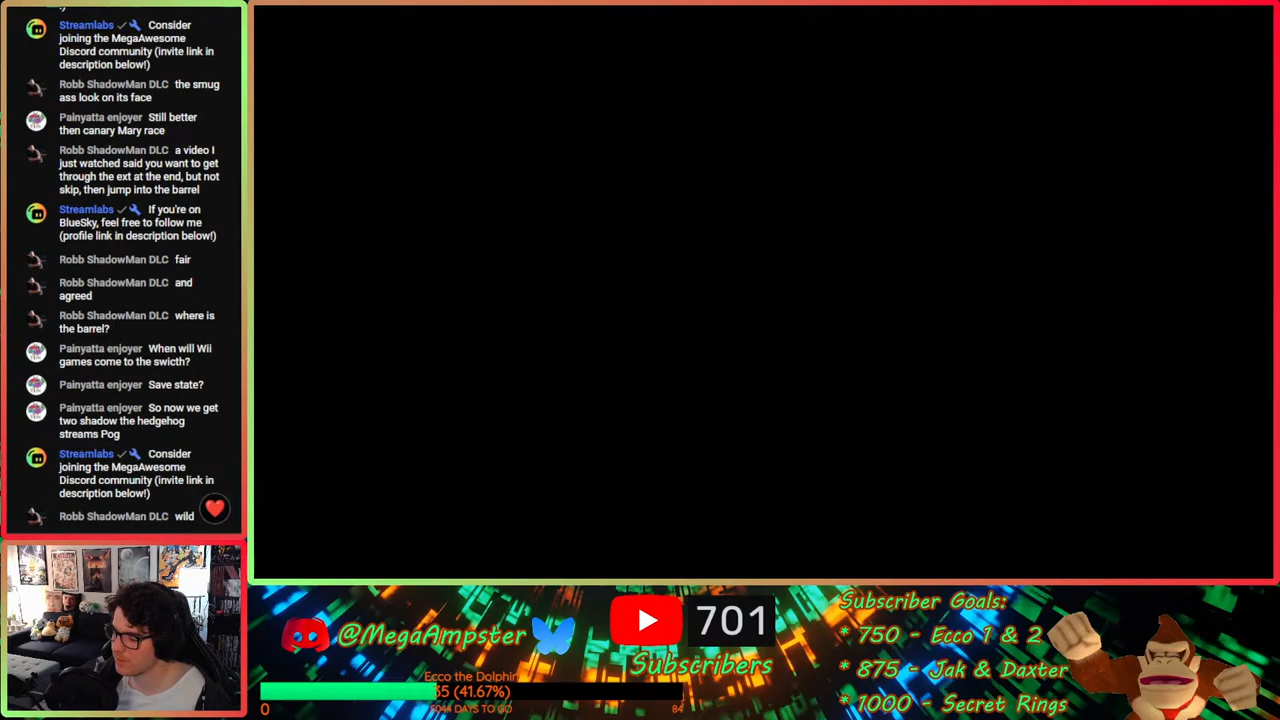 Streamlabs Consider
joining the MegaAwesome
Discord community (invite link in
description below!)
Robb ShadowMan DLC the smug
ass look on its face
Painyatta enjoyer Still better
then canary Mary race
Robb ShadowMan DLC a video I
just watched said you want to get
through the ext at the end, but not
skip, then jump into the barrel
Streamlabs If you're on
BlueSky, feel free to follow me
(profile link in description below!)
Robb ShadowMan DLC fair
Robb ShadowMan DLC and
agreed
Robb ShadowMan DLC where is
the barrel?
Painyatta enjoyer When will Wii
games come to the swicth?
Painyatta enjoyer Save state?
Painyatta enjoyer So now we get
two shadow the hedgehog
streams Pog
Streamlabs Consider
joining the MegaAwesome
Discord community (invite link in
description below!)
Robb ShadowMan DLC wild
@MegaAmpster
701
Subscribers
Ecco the Dolphin
35 (41.67%)
0
5044 DAYS TO GO
84
Subscriber Goals:
* 750 - Ecco 1 & 2
* 875 - Jak & Daxter
* 1000 - Secret Rings